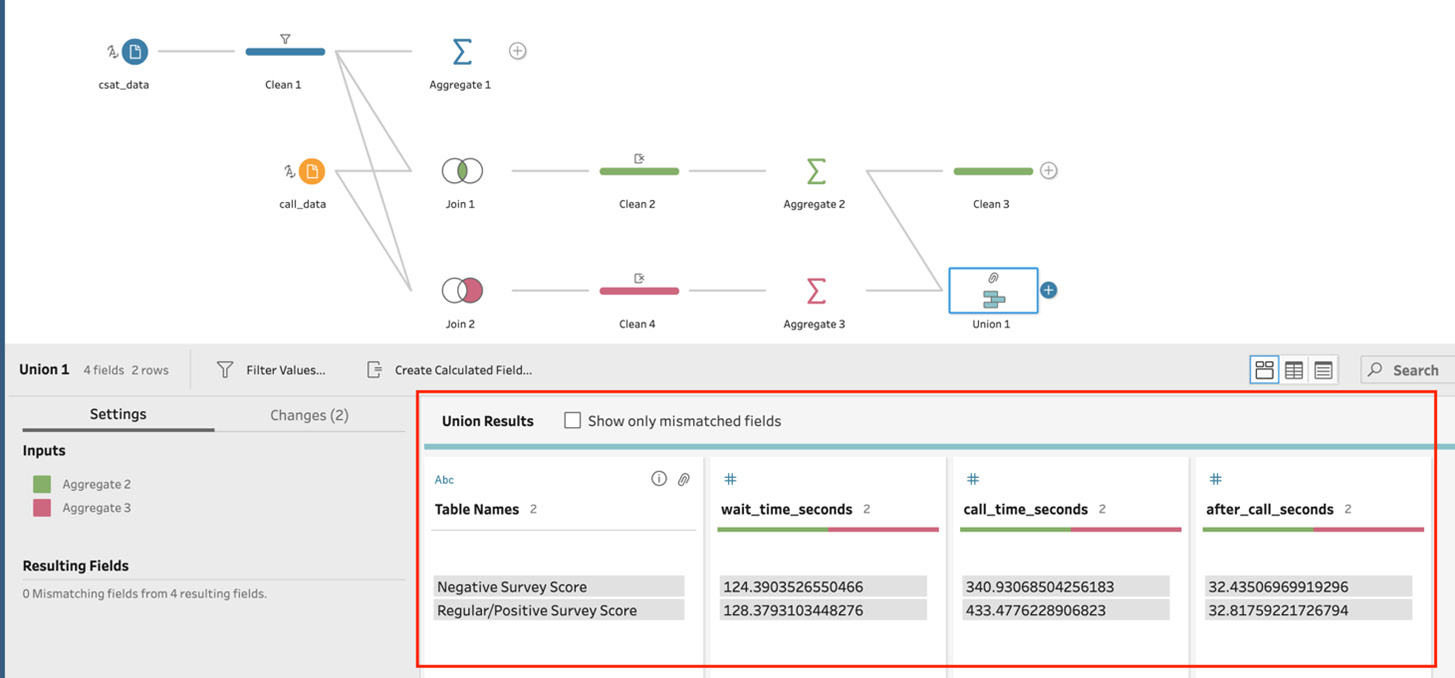 csat_data
Clean 1
Aggregate 1
call_data
Join 1
Clean 2
Aggregate 2
Clean 3
Join 2
Clean 4
Aggregate 3
Union 1
Union 1 4 fields 2 rows
Filter Values...
Create Calculated Field...
Search
Settings
Changes (2)
Inputs
Aggregate 2
Aggregate 3
Resulting Fields
0 Mismatching fields from 4 resulting fields.
Union Results
Show only mismatched fields
Abc
Table Names 2
Negative Survey Score
Regular/Positive Survey Score
#
wait_time_seconds 2
124.3903526550466
128.3793103448276
#
call_time_seconds 2
340.93068504256183
433.4776228906823
#
after_call_seconds 2
32.43506969919296
32.81759221726794